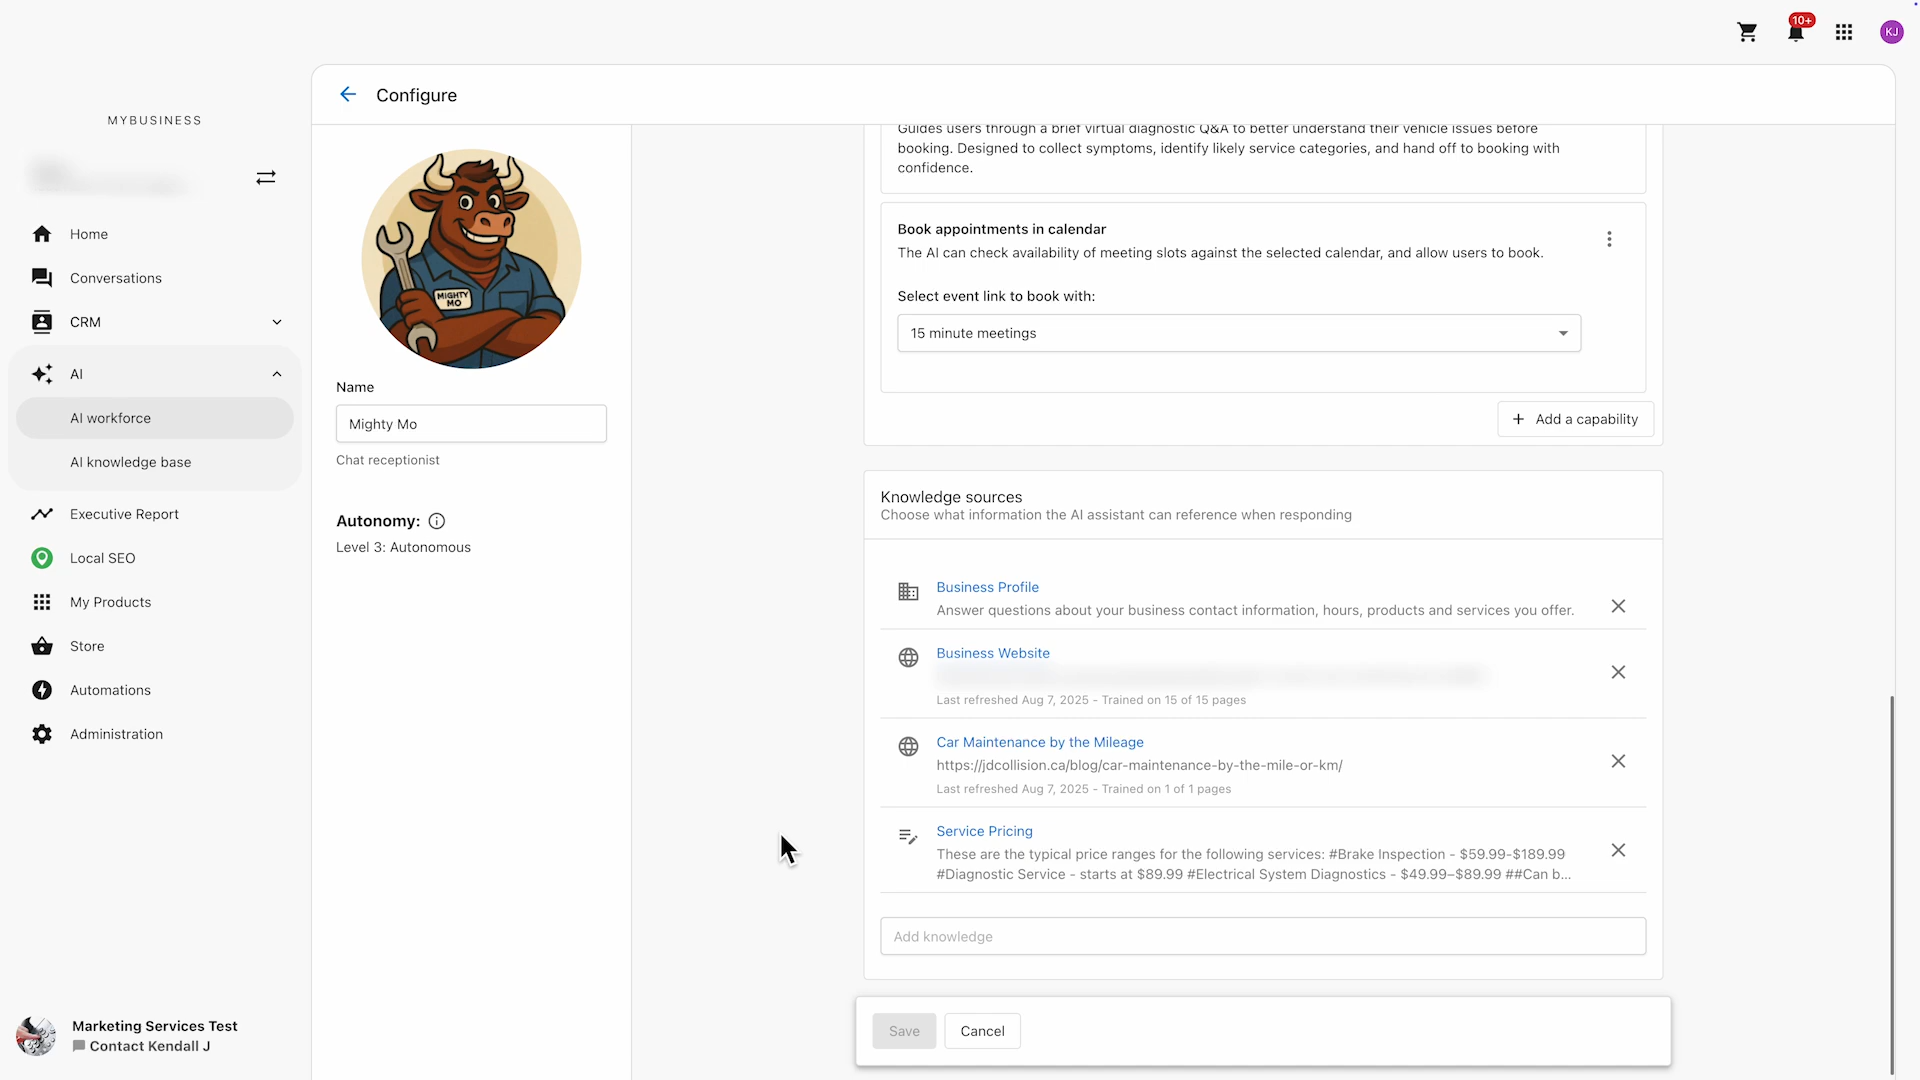 10+
KJ
Configure
MYBUSINESS
Home
Conversations
CRM
AI
AI workforce
AI knowledge base
Executive Report
Local SEO
My Products
Store
Automations
Administration
Marketing Services Test
Contact Kendall J
MIGHTY
MO
Name
Mighty Mo
Chat receptionist
Autonomy:
Level 3: Autonomous
Guides users through a brief virtual diagnostic Q&A to better understand their vehicle issues before
booking. Designed to collect symptoms, identify likely service categories, and hand off to booking with
confidence.
Book appointments in calendar
The AI can check availability of meeting slots against the selected calendar, and allow users to book.
Select event link to book with:
15 minute meetings
Add a capability
Knowledge sources
Choose what information the AI assistant can reference when responding
Business Profile
Answer questions about your business contact information, hours, products and services you offer.
Business Website
Last refreshed Aug 7, 2025 - Trained on 15 of 15 pages
Car Maintenance by the Mileage
https://jdcollision.ca/blog/car-maintenance-by-the-mile-or-km/
Last refreshed Aug 7, 2025 - Trained on 1 of 1 pages
Service Pricing
These are the typical price ranges for the following services: #Brake Inspection - $59.99-$189.99
#Diagnostic Service - starts at $89.99 #Electrical System Diagnostics - $49.99–$89.99 ##Can b...
Add knowledge
Save
Cancel